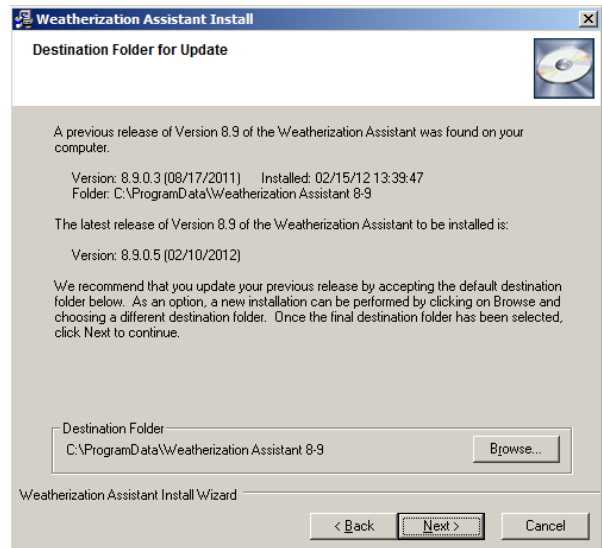 Weatherization Assistant Install
Destination Folder for Update
A previous release of Version 8.9 of the Weatherization Assistant was found on your
computer.
Version: 8.9.0.3 (08/17/2011)    Installed: 02/15/12 13:39:47
Folder: C:\ProgramData\Weatherization Assistant 8-9
The latest release of Version 8.9 of the Weatherization Assistant to be installed is:
Version: 8.9.0.5 (02/10/2012)
We recommend that you update your previous release by accepting the default destination
folder below.  As an option, a new installation can be performed by clicking on Browse and
choosing a different destination folder.  Once the final destination folder has been selected,
click Next to continue.
Destination Folder
C:\ProgramData\Weatherization Assistant 8-9
Browse...
Weatherization Assistant Install Wizard
< Back
Next >
Cancel